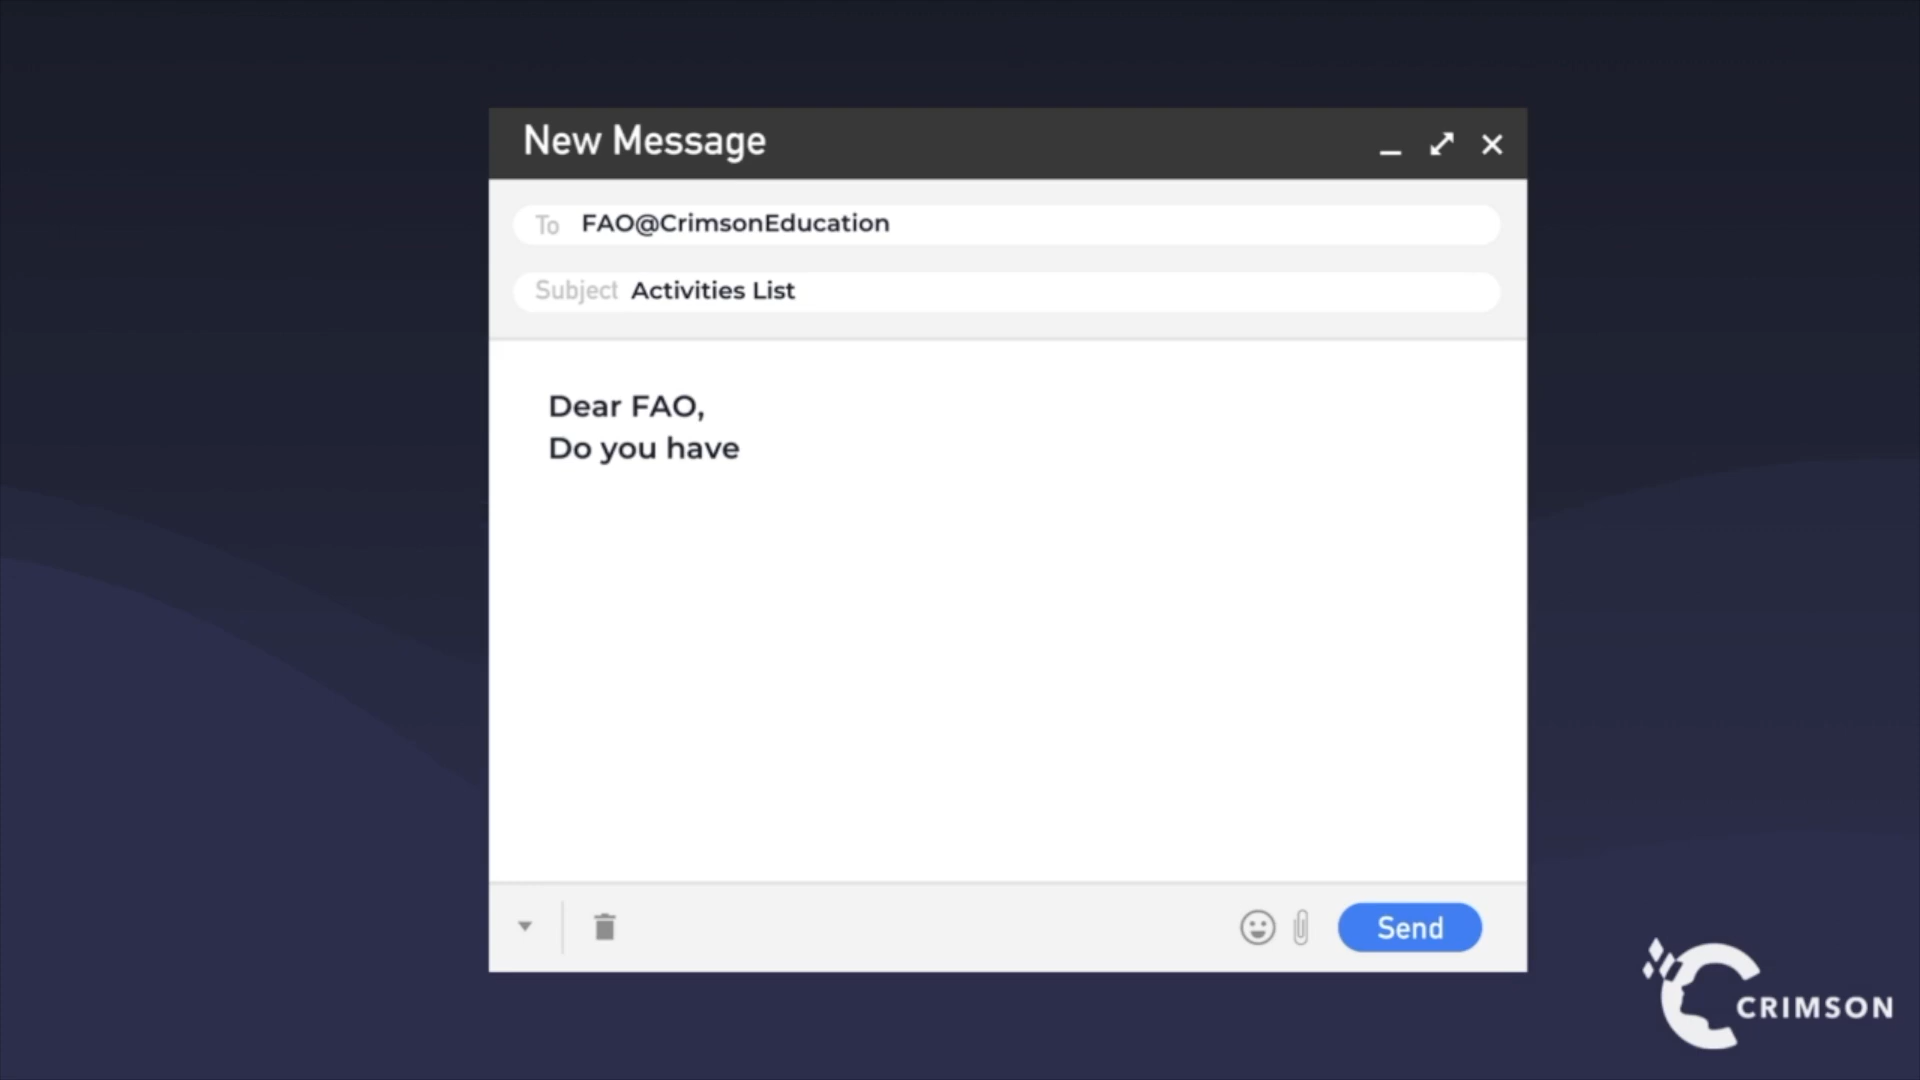 New Message
To FAO@CrimsonEducation
Subject Activities List
Dear FAO,
Do you have
Send
CRIMSON